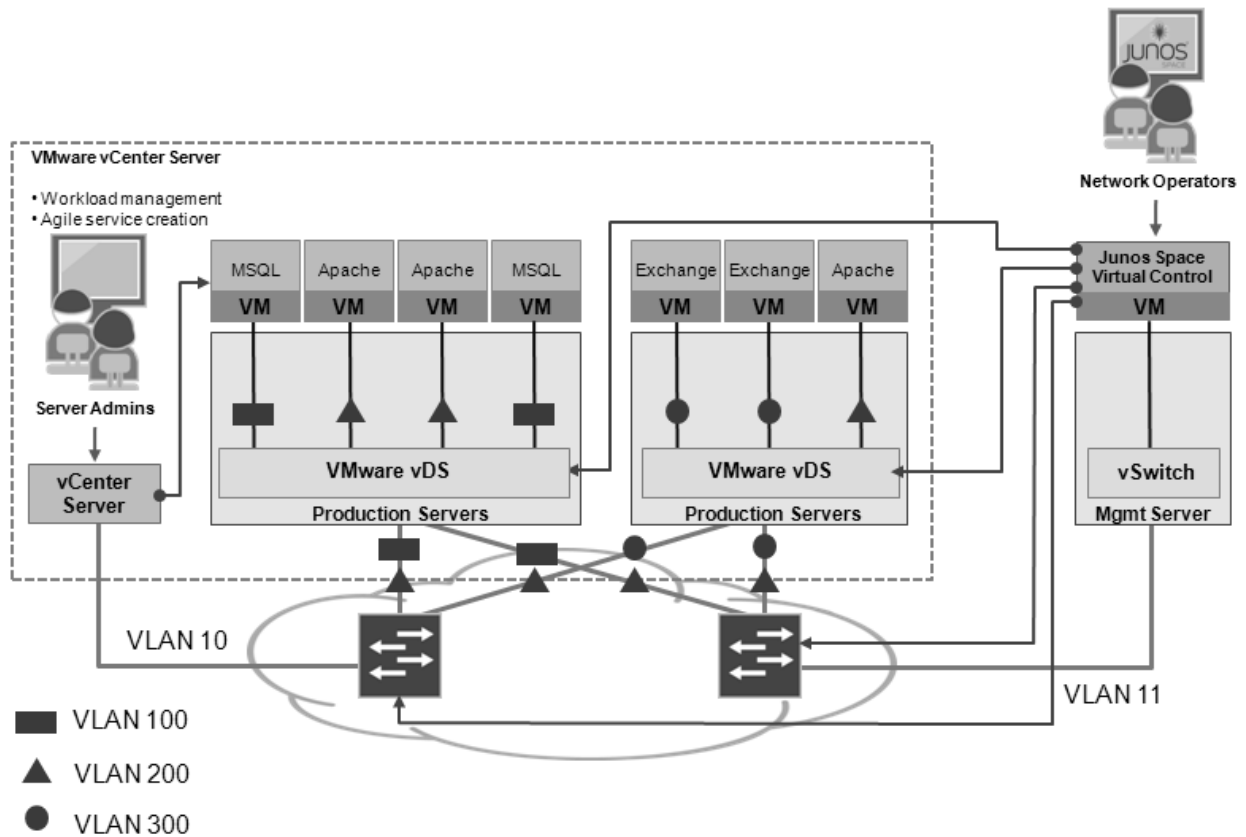 JUNOS
SPACE
Network Operators
VMware vCenter Server
• Workload management
• Agile service creation
MSQL
Apache
Apache
MSQL
Exchange
Exchange
Apache
Junos Space
Virtual Control
VM
VM
VM
VM
VM
VM
VM
VM
Server Admins
vCenter
Server
VMware vDS
VMware vDS
vSwitch
Production Servers
Production Servers
Mgmt Server
VLAN 10
VLAN 11
VLAN 100
VLAN 200
VLAN 300